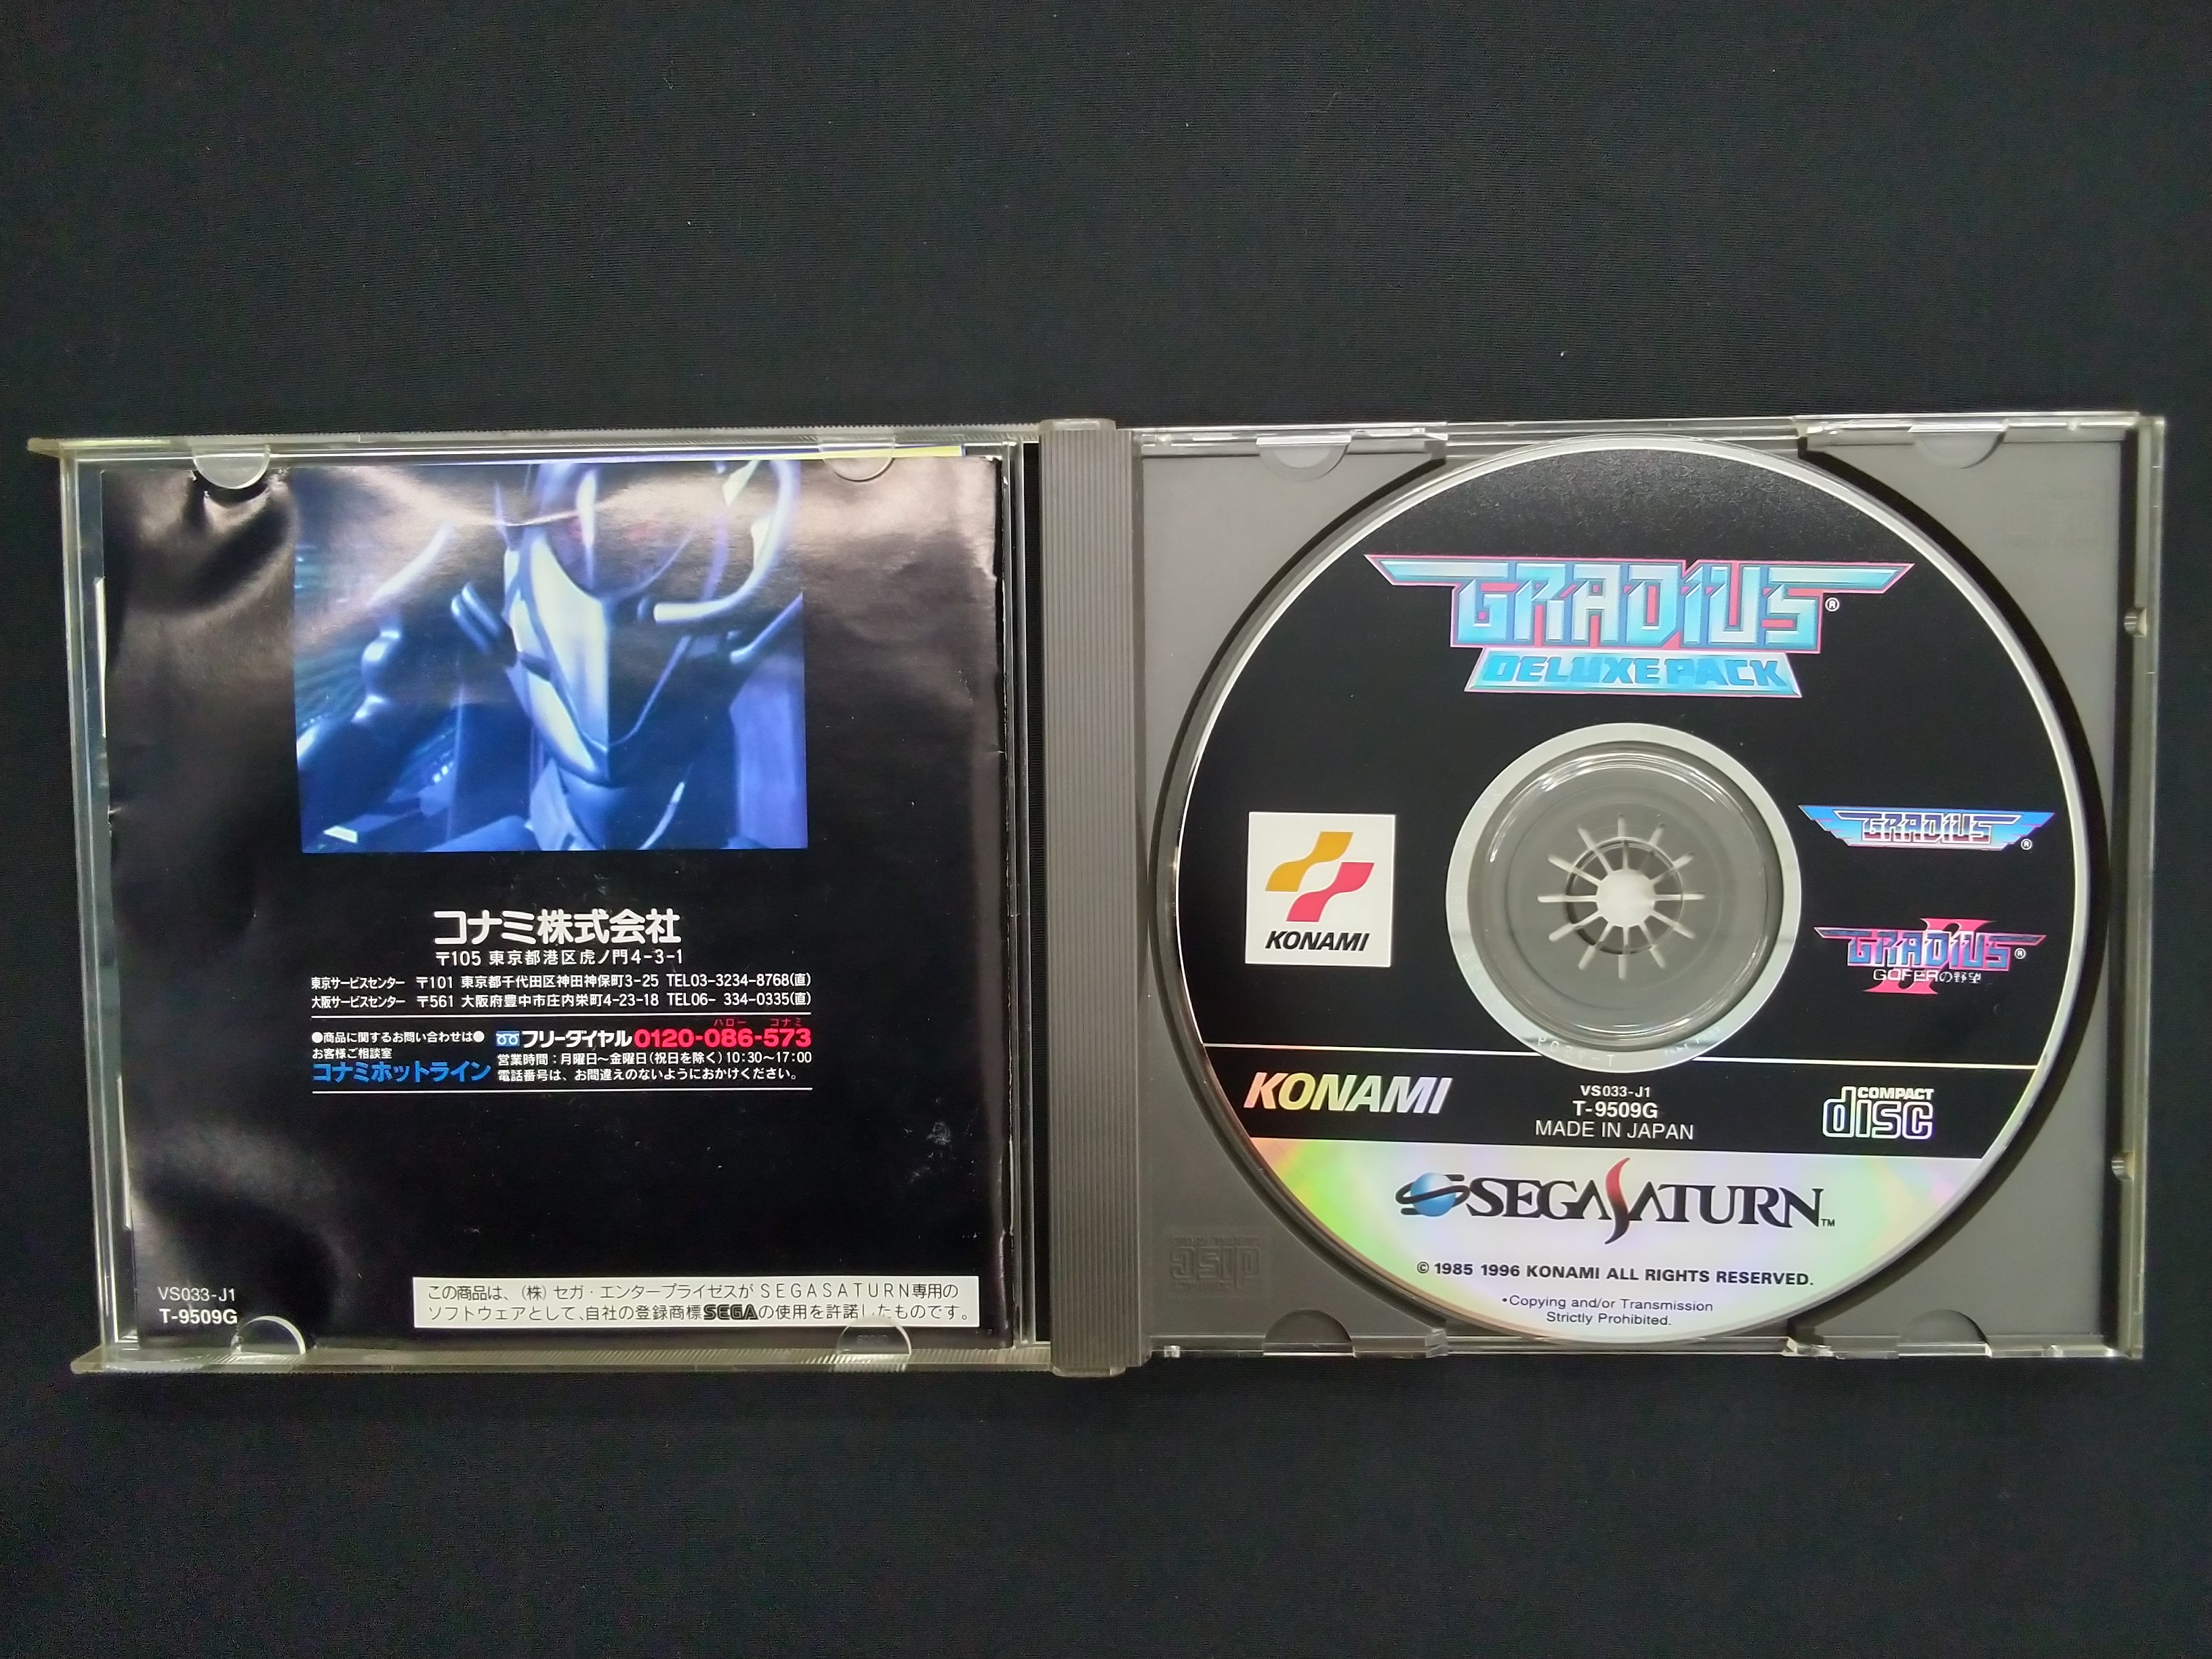 コナミ株式会社
〒105 東京都港区虎ノ門4-3-1
東京サービスセンター 〒101 東京都千代田区神田神保町3-25 TEL03-3234-8768(直)
大阪サービスセンター 〒561 大阪府豊中市庄内栄町4-23-18 TEL06- 334-0335(直)
ハロー コナミ
●商品に関するお問い合わせは● フリーダイヤル0120-086-573
お客様ご相談室 営業時間：月曜日〜金曜日(祝日を除く)10:30〜17:00
コナミホットライン 電話番号は、お間違えのないようにおかけください。
VS033-J1
T-9509G
この商品は、(株)セガ・エンタープライゼスがSEGASATURN専用の
ソフトウェアとして、自社の登録商標SEGAの使用を許諾したものです。
GRADIUS®
DELUXE PACK
KONAMI
GRADIUS®
GRADIUS II®
GOFERの野望
KONAMI
VS033-J1
T-9509G
MADE IN JAPAN
COMPACT
disc
SEGA SATURN™
© 1985 1996 KONAMI ALL RIGHTS RESERVED.
•Copying and/or Transmission
Strictly Prohibited.